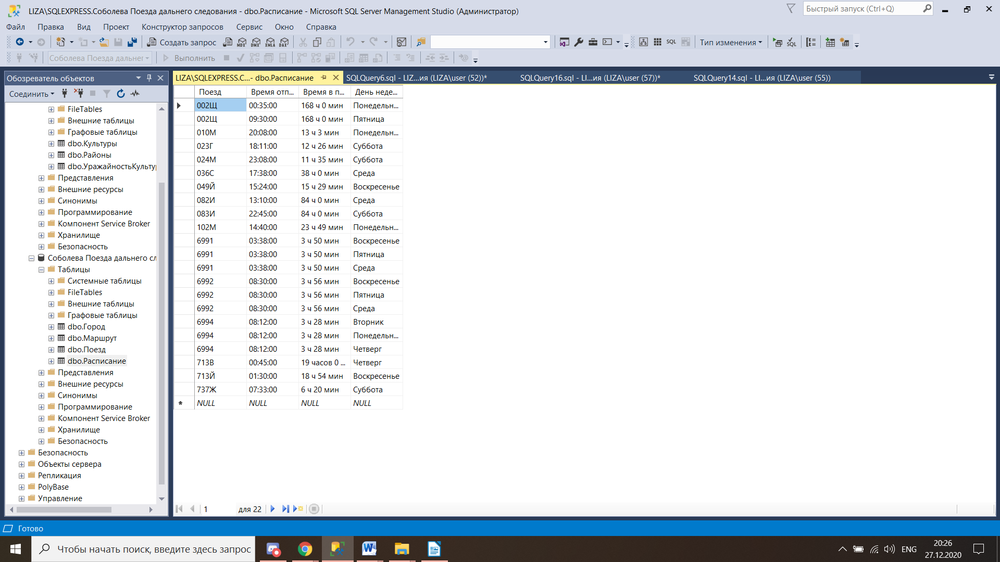 LIZA\SQLEXPRESS.Соболева Поезда дальнего следования - dbo.Расписание - Microsoft SQL Server Management Studio (Администратор)
Быстрый запуск (Ctrl+Q)
Файл Правка Вид Проект Конструктор запросов Сервис Окно Справка
Создать запрос MDX DMX XMLA DAX SQL Тип изменения SQL
Соболева Поезда дальнег Выполнить
Обозреватель объектов
Соединить
FileTables
Внешние таблицы
Графовые таблицы
dbo.Культуры
dbo.Районы
dbo.УражайностьКультур
Представления
Внешние ресурсы
Синонимы
Программирование
Компонент Service Broker
Хранилище
Безопасность
Соболева Поезда дальнего сл
Таблицы
Системные таблицы
FileTables
Внешние таблицы
Графовые таблицы
dbo.Город
dbo.Маршрут
dbo.Поезд
dbo.Расписание
Представления
Внешние ресурсы
Синонимы
Программирование
Компонент Service Broker
Хранилище
Безопасность
Безопасность
Объекты сервера
Репликация
PolyBase
Управление
LIZA\SQLEXPRESS.С...- dbo.Расписание SQLQuery6.sql - LIZ...ия (LIZA\user (52))* SQLQuery16.sql - LI...ия (LIZA\user (57))* SQLQuery14.sql - LI...ия (LIZA\user (55))
Поезд Время отп... Время в п... День неде...
002Щ 00:35:00 168 ч 0 мин Понедельн...
002Щ 09:30:00 168 ч 0 мин Пятница
010М 20:08:00 13 ч 3 мин Понедельн...
023Г 18:11:00 12 ч 26 мин Суббота
024М 23:08:00 11 ч 35 мин Суббота
036С 17:38:00 38 ч 0 мин Среда
049Й 15:24:00 15 ч 29 мин Воскресенье
082И 13:10:00 84 ч 0 мин Среда
083И 22:45:00 84 ч 0 мин Суббота
102М 14:40:00 23 ч 49 мин Понедельн...
6991 03:38:00 3 ч 50 мин Воскресенье
6991 03:38:00 3 ч 50 мин Пятница
6991 03:38:00 3 ч 50 мин Среда
6992 08:30:00 3 ч 56 мин Воскресенье
6992 08:30:00 3 ч 56 мин Пятница
6992 08:30:00 3 ч 56 мин Среда
6994 08:12:00 3 ч 28 мин Вторник
6994 08:12:00 3 ч 28 мин Понедельн...
6994 08:12:00 3 ч 28 мин Четверг
713В 00:45:00 19 часов 0 ... Четверг
713Й 01:30:00 18 ч 54 мин Воскресенье
737Ж 07:33:00 6 ч 20 мин Суббота
NULL NULL NULL NULL
1 для 22
Готово
Чтобы начать поиск, введите здесь запрос
ENG
20:26
27.12.2020